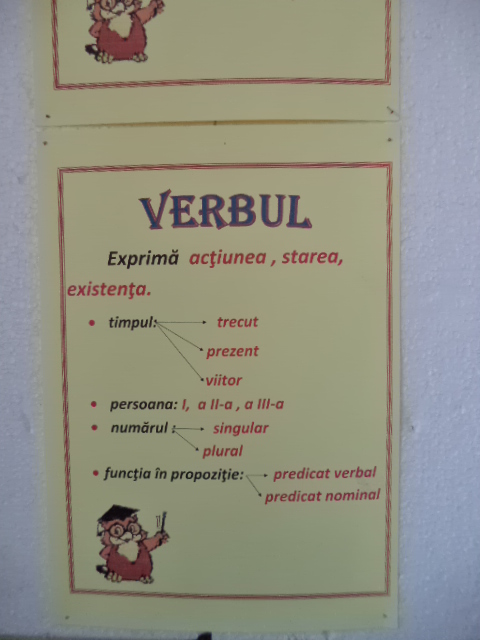 VERBUL
Exprimă acţiunea , starea,
existenţa.
• timpul: trecut
prezent
viitor
• persoana: I, a II-a , a III-a
• numărul : singular
plural
• funcţia în propoziţie: predicat verbal
predicat nominal